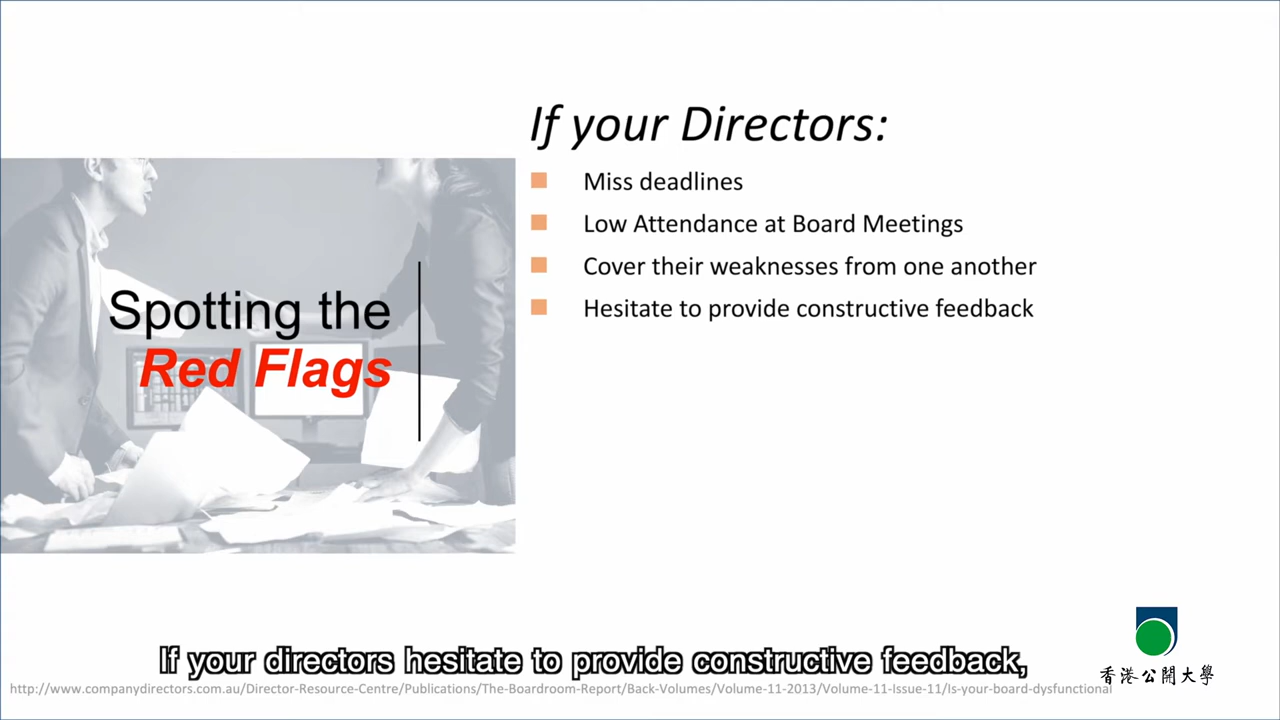 If your Directors:
Miss deadlines
Low Attendance at Board Meetings
Cover their weaknesses from one another
Hesitate to provide constructive feedback
Spotting the
Red Flags
If your directors hesitate to provide constructive feedback,
http://www.companydirectors.com.au/Director-Resource-Centre/Publications/The-Boardroom-Report/Back-Volumes/Volume-11-2013/Volume-11-Issue-11/Is-your-board-dysfunctional
香港公開大學